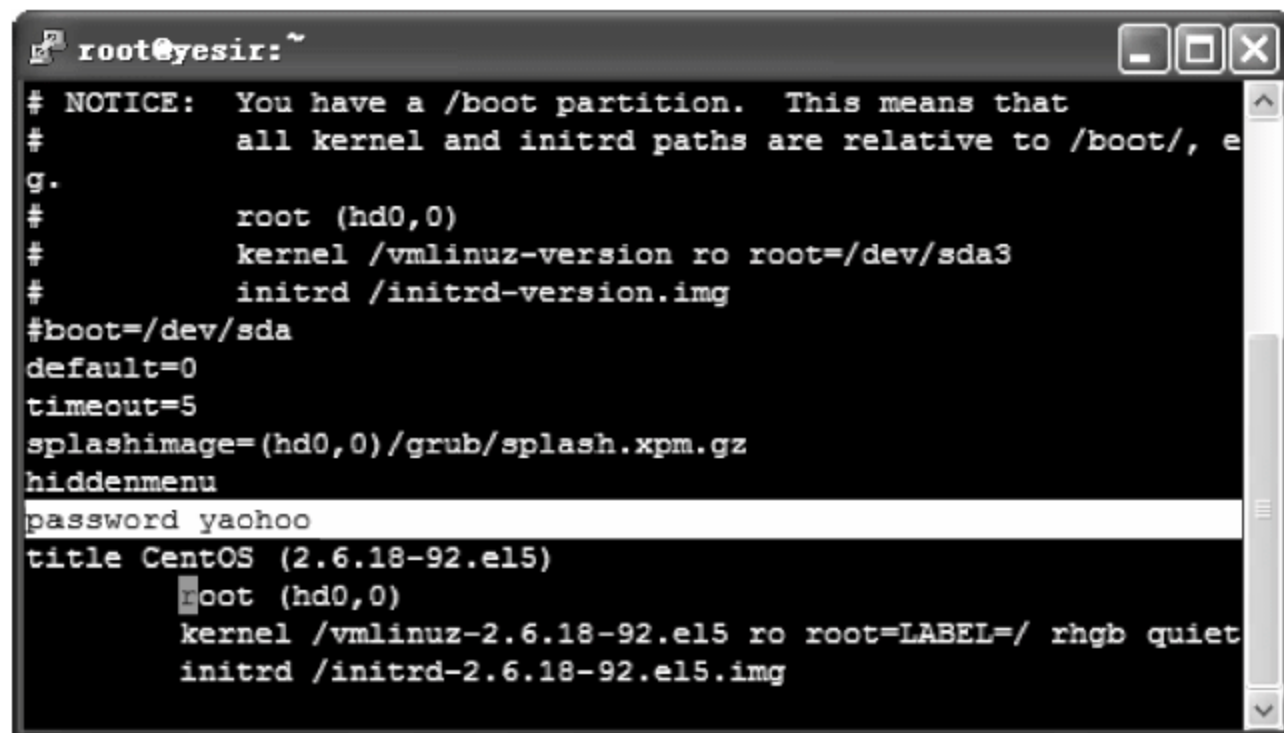 root@yesir:~
# NOTICE:  You have a /boot partition.  This means that
#          all kernel and initrd paths are relative to /boot/, e
g.
#          root (hd0,0)
#          kernel /vmlinuz-version ro root=/dev/sda3
#          initrd /initrd-version.img
#boot=/dev/sda
default=0
timeout=5
splashimage=(hd0,0)/grub/splash.xpm.gz
hiddenmenu
password yaohoo
title CentOS (2.6.18-92.el5)
        root (hd0,0)
        kernel /vmlinuz-2.6.18-92.el5 ro root=LABEL=/ rhgb quiet
        initrd /initrd-2.6.18-92.el5.img